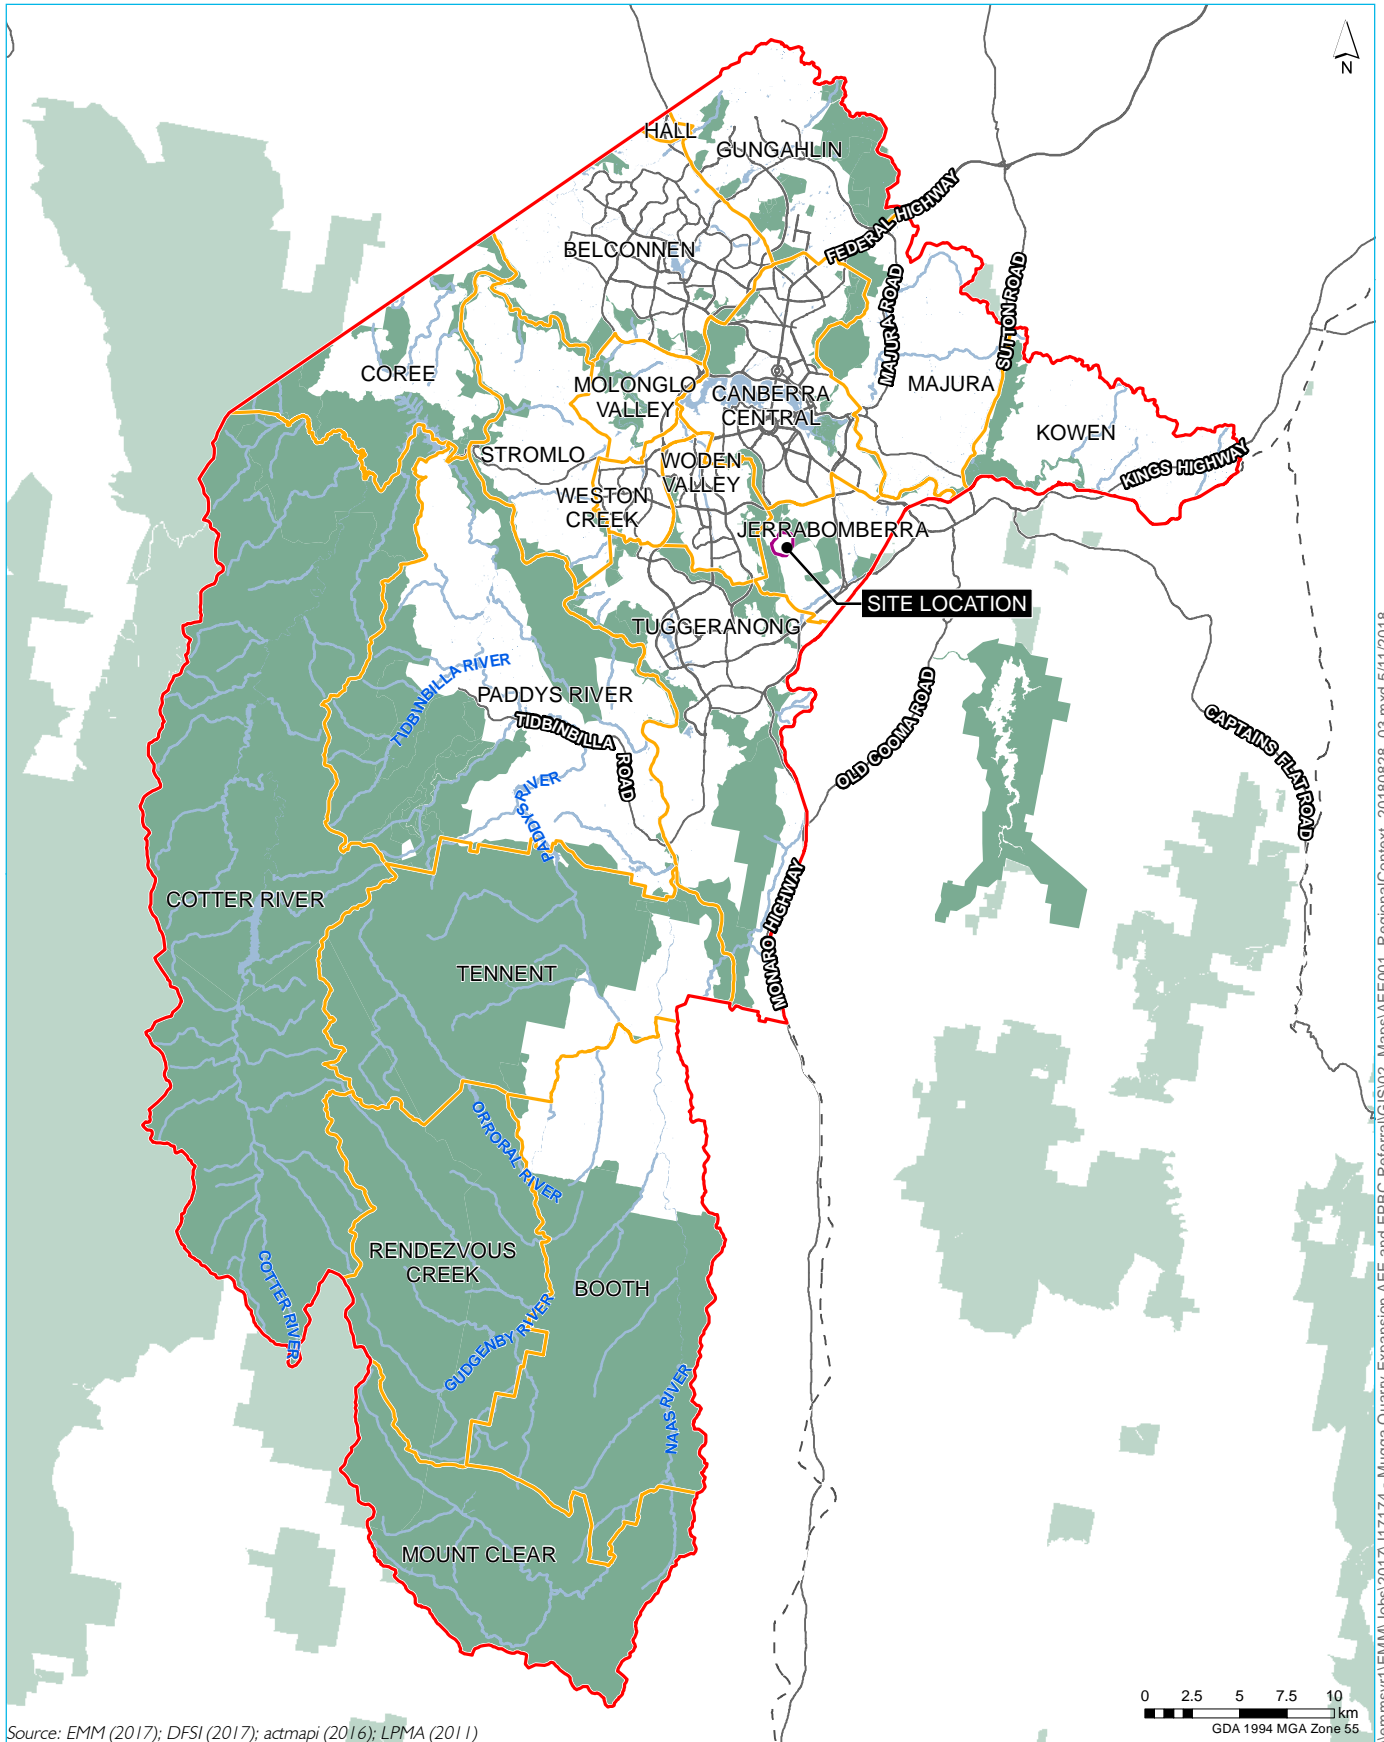 N
HALL
GUNGAHLIN
FEDERAL HIGHWAY
BELCONNEN
MAJURA ROAD
SUTTON ROAD
COREE
MOLONGLO
VALLEY
CANBERRA
CENTRAL
MAJURA
KOWEN
STROMLO
WODEN
VALLEY
KINGS HIGHWAY
WESTON
CREEK
JERRABOMBERRA
SITE LOCATION
TUGGERANONG
TIDBINBILLA RIVER
PADDYS RIVER
TIDBINBILLA ROAD
OLD COOMA ROAD
CAPTAINS FLAT ROAD
PADDYS RIVER
COTTER RIVER
MONARO HIGHWAY
TENNENT
ORRORAL RIVER
RENDEZVOUS
CREEK
BOOTH
COTTER RIVER
GUDGENBY RIVER
NAAS RIVER
MOUNT CLEAR
0 2.5 5 7.5 10
km
GDA 1994 MGA Zone 55
Source: EMM (2017); DFSI (2017); actmapi (2016); LPMA (2011)